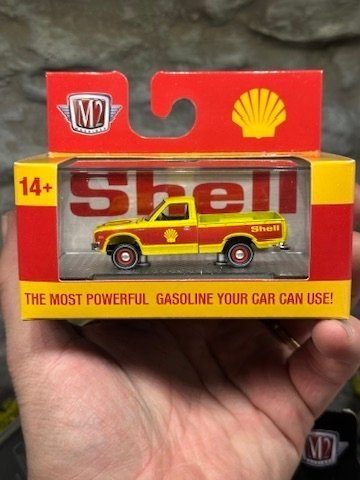 M2
14+
Shell
Shell
THE MOST POWERFUL GASOLINE YOUR CAR CAN USE!
M2